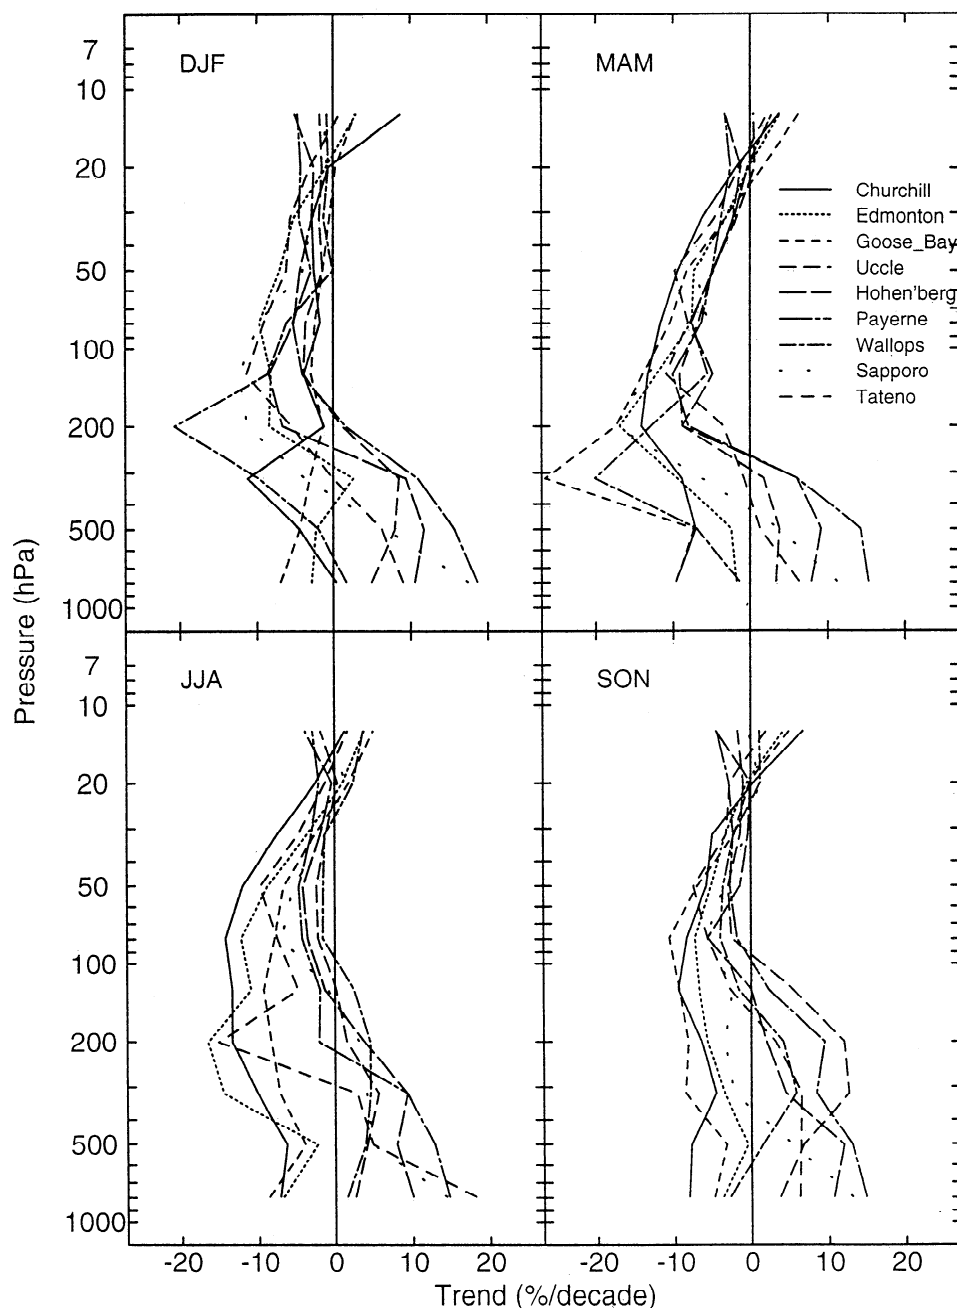 DJF
MAM
7
10
20
50
100
200
500
1000
Churchill
Edmonton
Goose_Bay
Uccle
Hohen'berg
Payerne
Wallops
Sapporo
Tateno
Pressure (hPa)
JJA
SON
7
10
20
50
100
200
500
1000
-20 -10 0 10 20 -20 -10 0 10 20
Trend (%/decade)